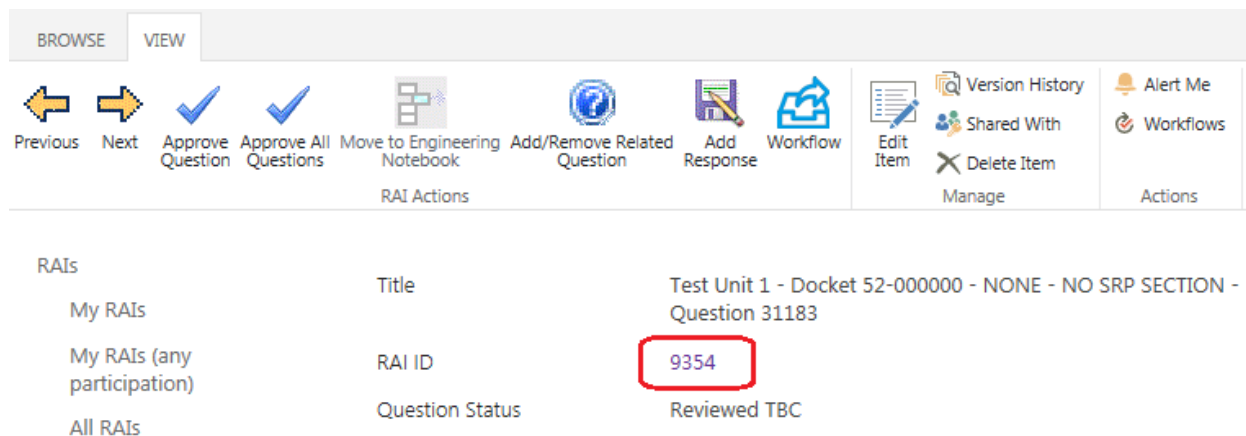 BROWSE VIEW
Previous
Next
Approve
Question
Approve All
Questions
Move to Engineering
Notebook
Add/Remove Related
Question
Add
Response
Workflow
RAI Actions
Edit
Item
Version History
Shared With
Delete Item
Manage
Alert Me
Workflows
Actions
RAIs
My RAIs
My RAIs (any
participation)
All RAIs
Title
Test Unit 1 - Docket 52-000000 - NONE - NO SRP SECTION -
Question 31183
RAI ID
9354
Question Status
Reviewed TBC